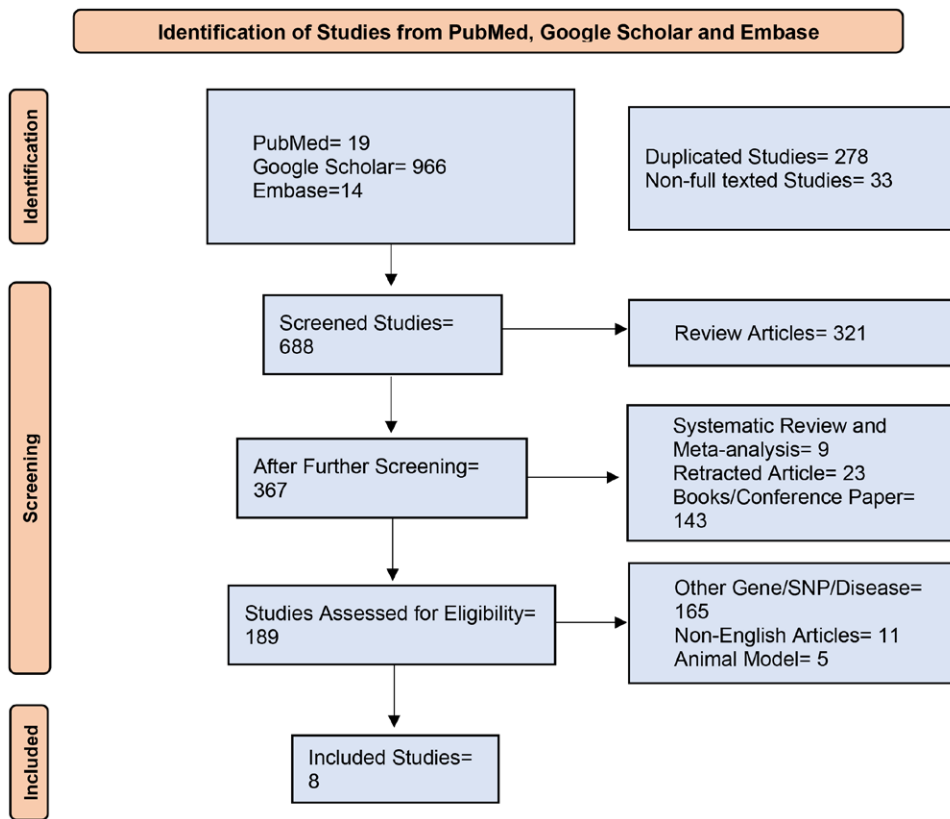 Identification of Studies from PubMed, Google Scholar and Embase
Identification
PubMed= 19
Google Scholar= 966
Embase=14
Duplicated Studies= 278
Non-full texted Studies= 33
Screening
Screened Studies=
688
Review Articles= 321
After Further Screening=
367
Systematic Review and
Meta-analysis= 9
Retracted Article= 23
Books/Conference Paper=
143
Studies Assessed for Eligibility=
189
Other Gene/SNP/Disease=
165
Non-English Articles= 11
Animal Model= 5
Included
Included Studies=
8